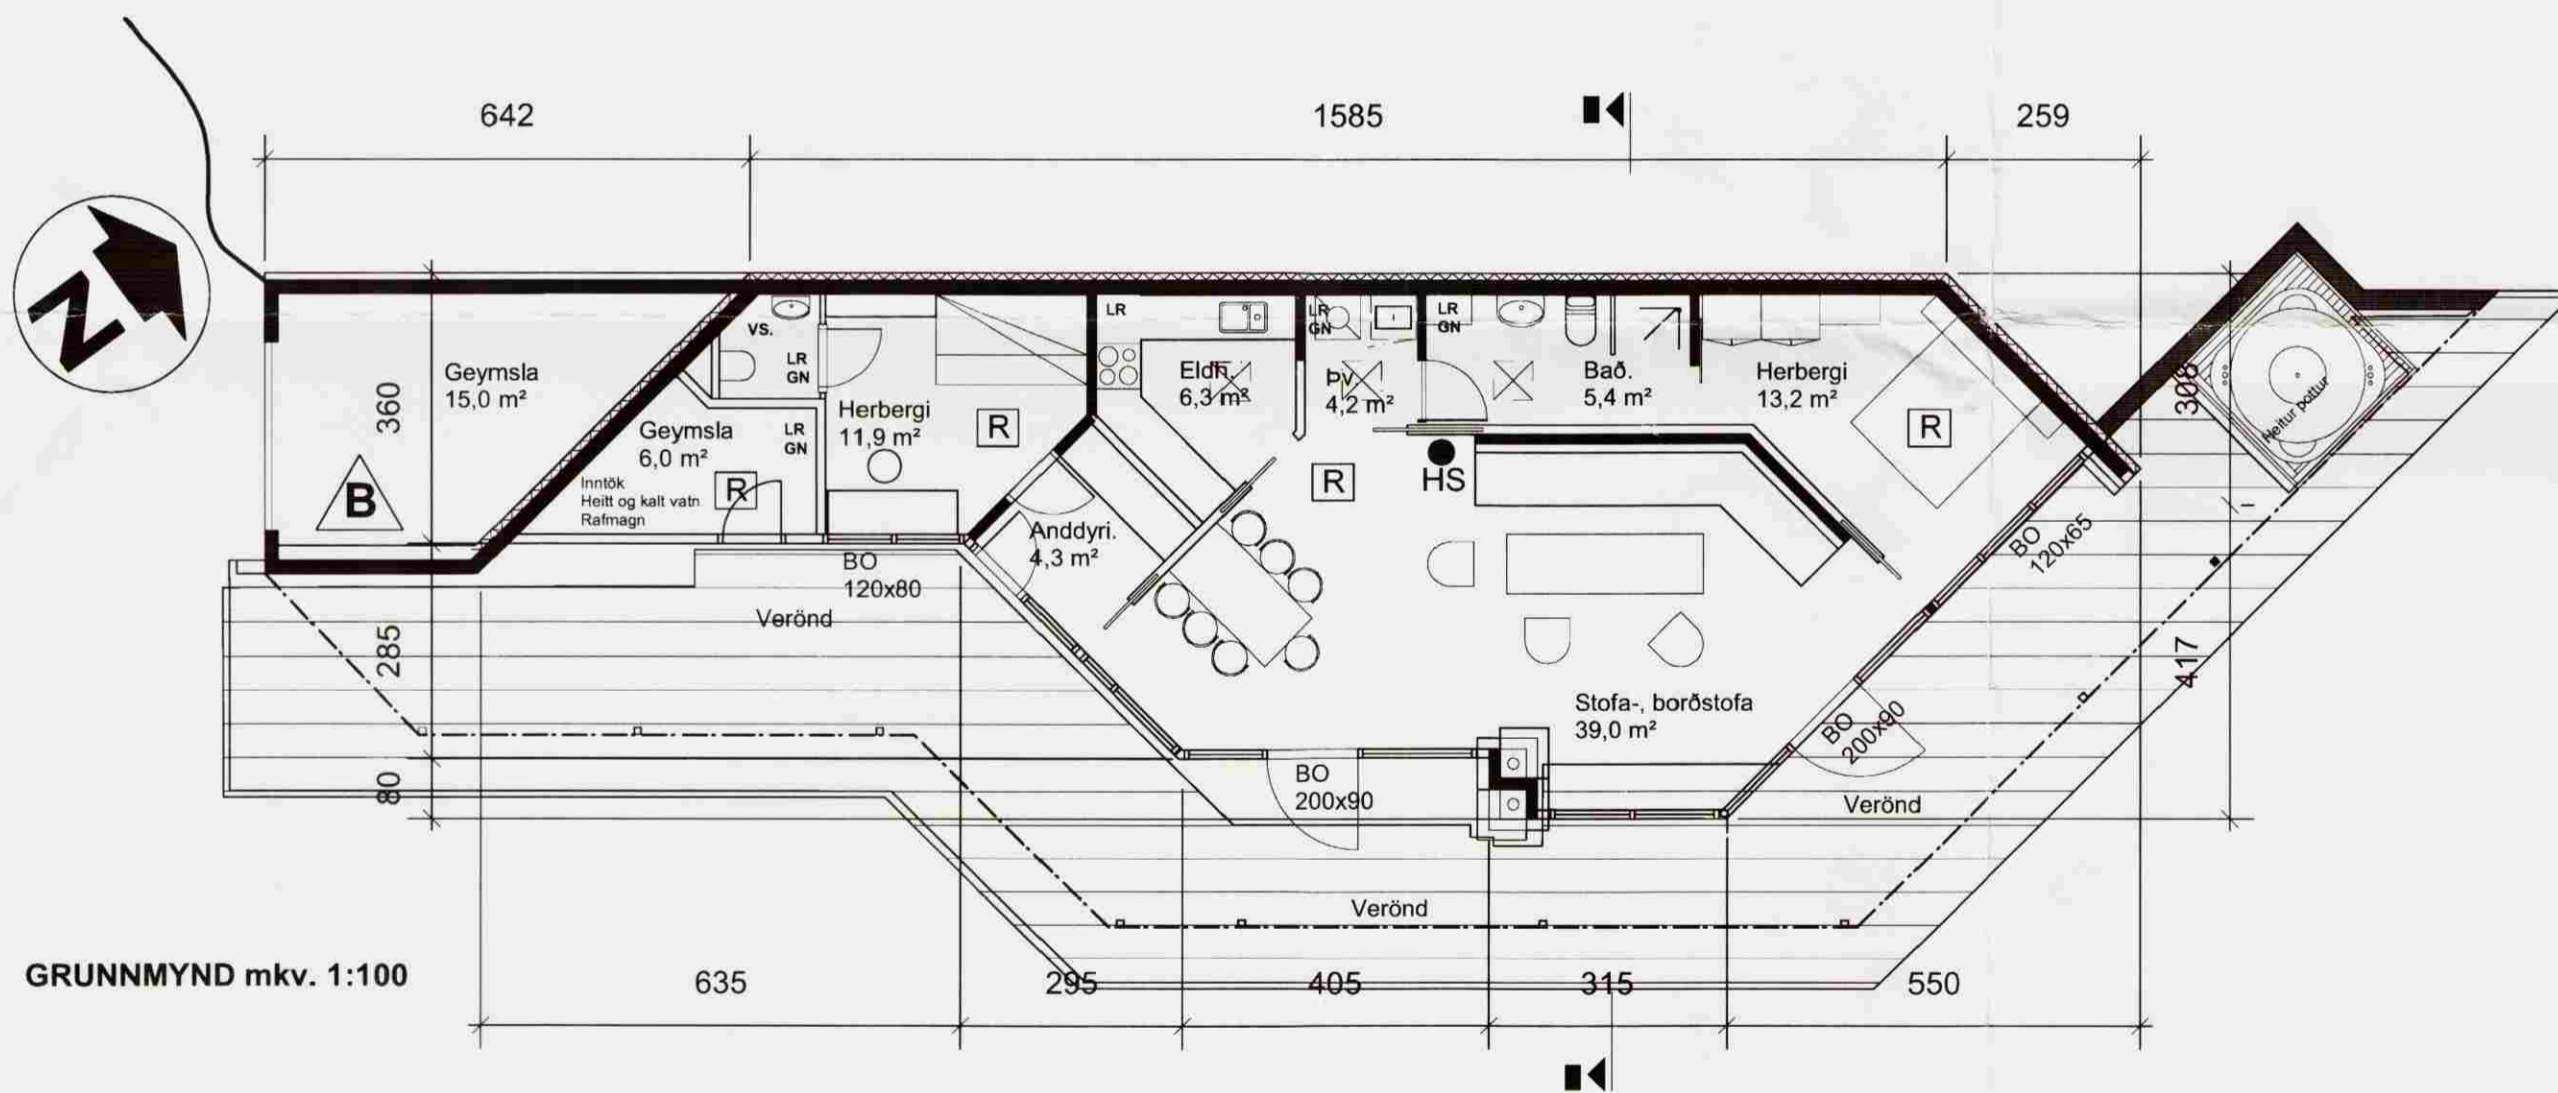 642
1585
259
N
Geymsla
15,0 m²
360
B
VS.
LR
GN
Geymsla
6,0 m²
LR
GN
Inntök
Heitt og kalt vatn
Rafmagn
R
Herbergi
11,9 m²
R
LR
Eldh.
6,3 m²
LR
GN
Þv.
4,2 m²
LR
GN
Bað.
5,4 m²
Herbergi
13,2 m²
R
R
HS
308
Heitur pottur
Anddyri.
4,3 m²
BO
120x80
BO
120x65
Verönd
285
417
Stofa-, borðstofa
39,0 m²
BO
200x90
BO
200x90
80
Verönd
Verönd
GRUNNMYND mkv. 1:100
635
295
405
315
550